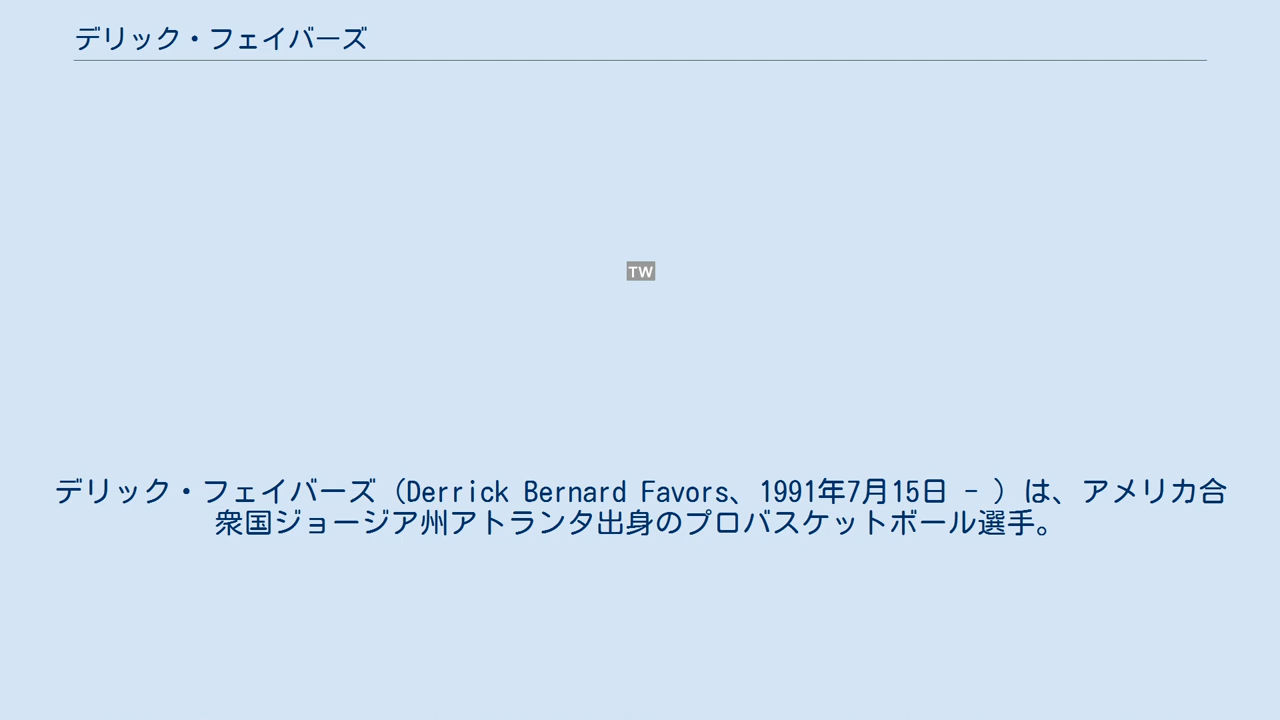 デリック・フェイバーズ
TW
デリック・フェイバーズ（Derrick Bernard Favors、1991年7月15日 - ）は、アメリカ合
衆国ジョージア州アトランタ出身のプロバスケットボール選手。